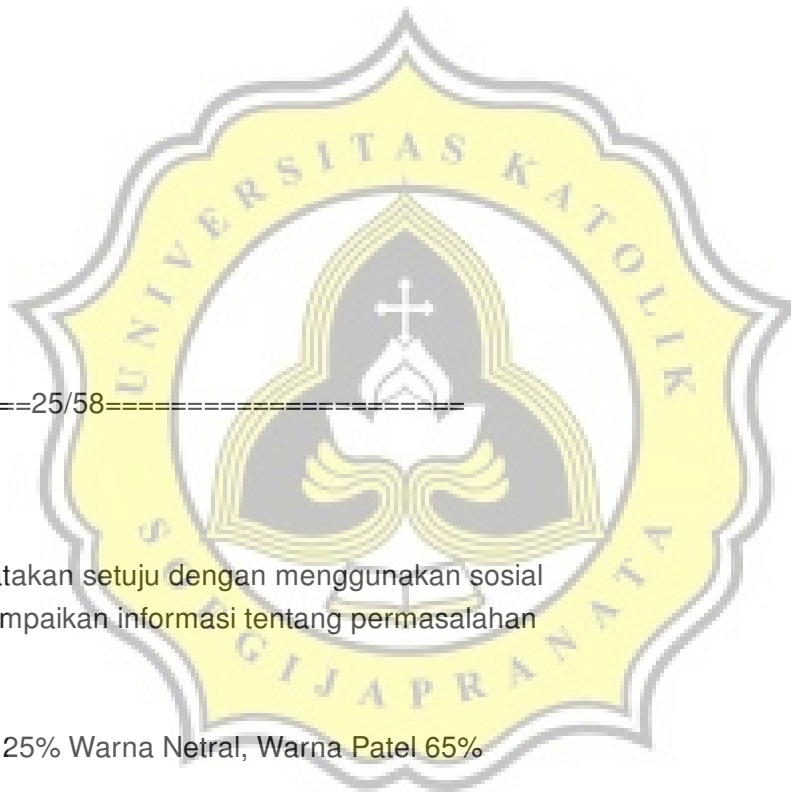 UNIVERSITAS KATOLIK
==25/58======================
takan setuju dengan menggunakan sosial
mpaikan informasi tentang permasalahan
25% Warna Netral, Warna Patel 65%
SOEGIJAPRANATA